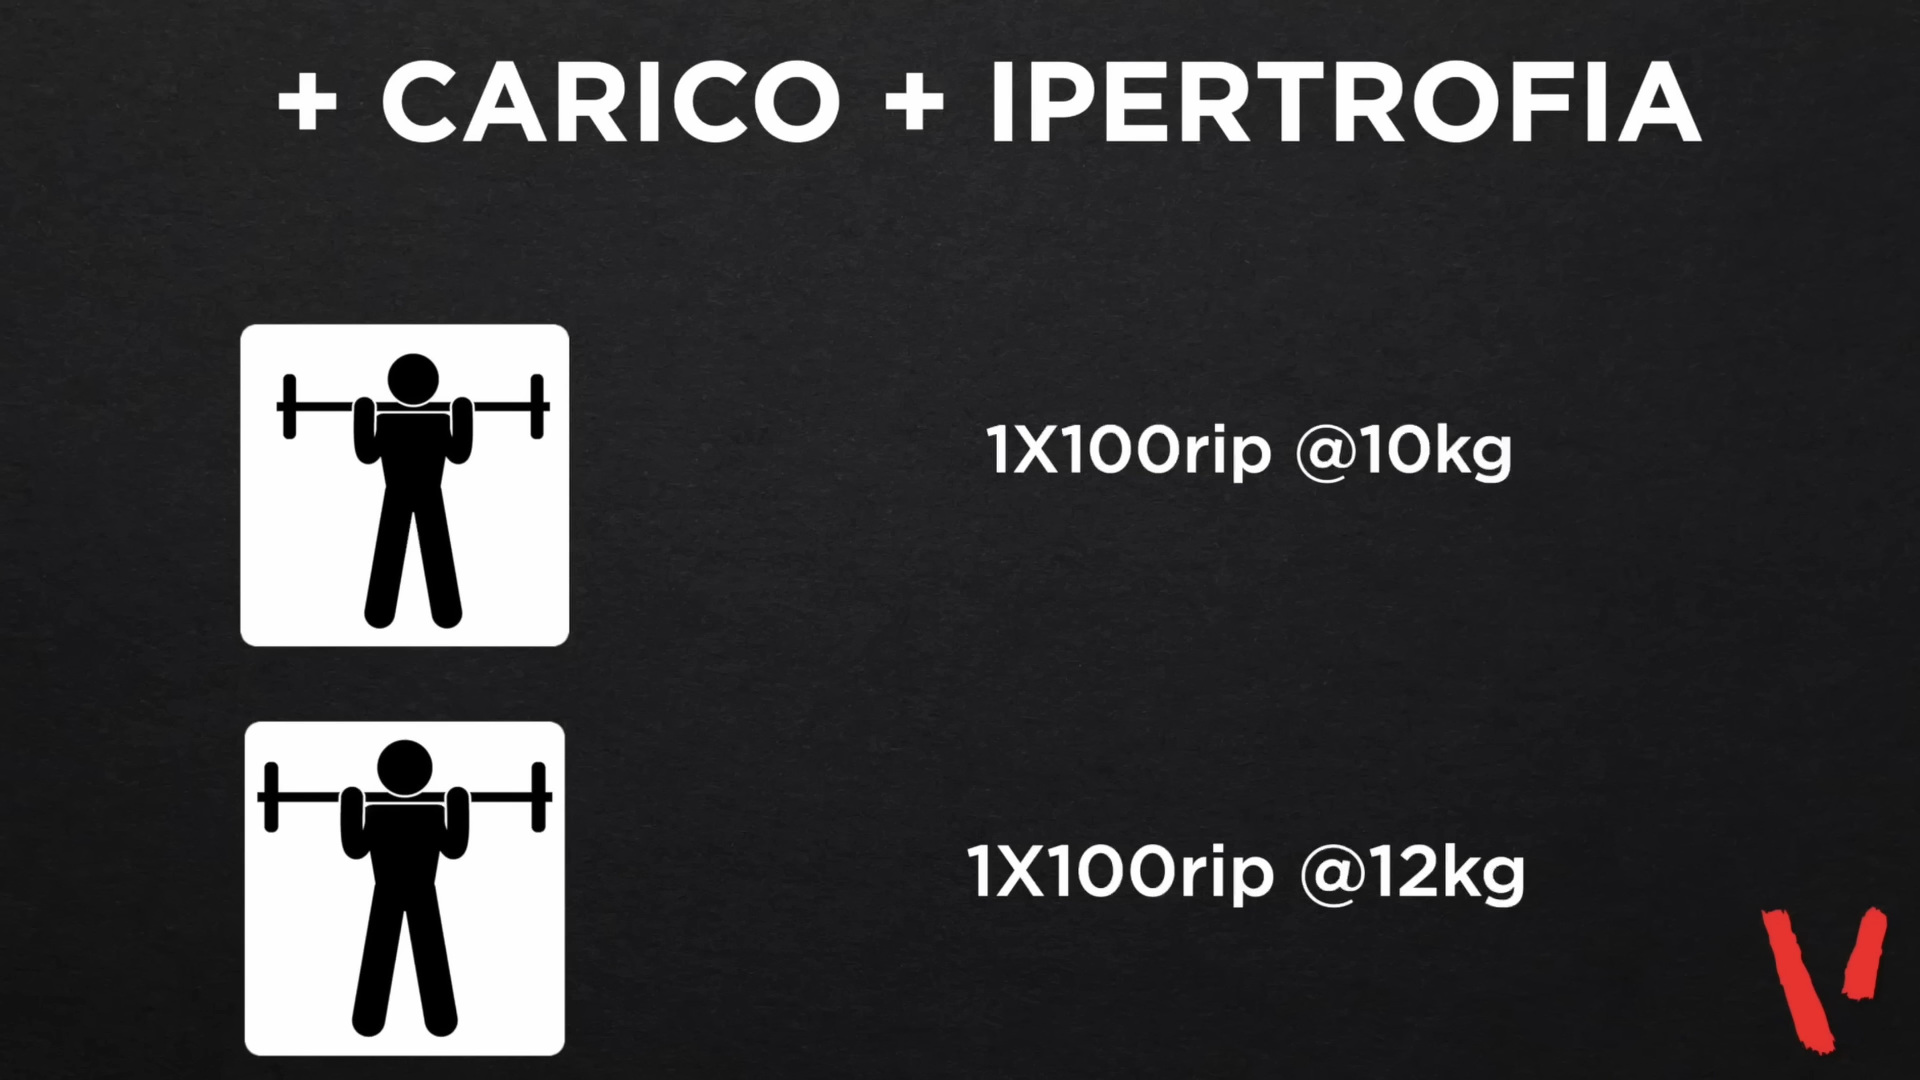 + CARICO + IPERTROFIA
1X100rip @10kg
1X100rip @12kg